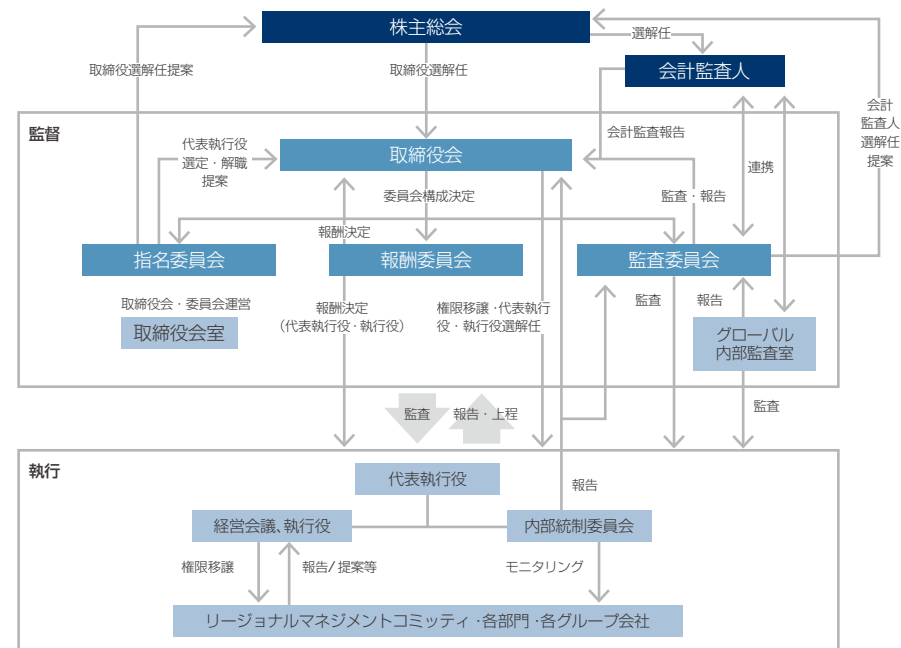 株主総会
選解任
会計監査人
取締役選解任提案
取締役選解任
会計
監査人
選解任
提案
監督
代表執行役
選定・解職
提案
取締役会
会計監査報告
連携
委員会構成決定
監査・報告
報酬決定
指名委員会
報酬委員会
監査委員会
取締役会・委員会運営
取締役会室
報酬決定
（代表執行役・執行役）
権限移譲・代表執行
役・執行役選解任
監査
報告
グローバル
内部監査室
監査
報告・上程
監査
執行
代表執行役
報告
経営会議、執行役
内部統制委員会
権限移譲
報告/提案等
モニタリング
リージョナルマネジメントコミッティ・各部門・各グループ会社